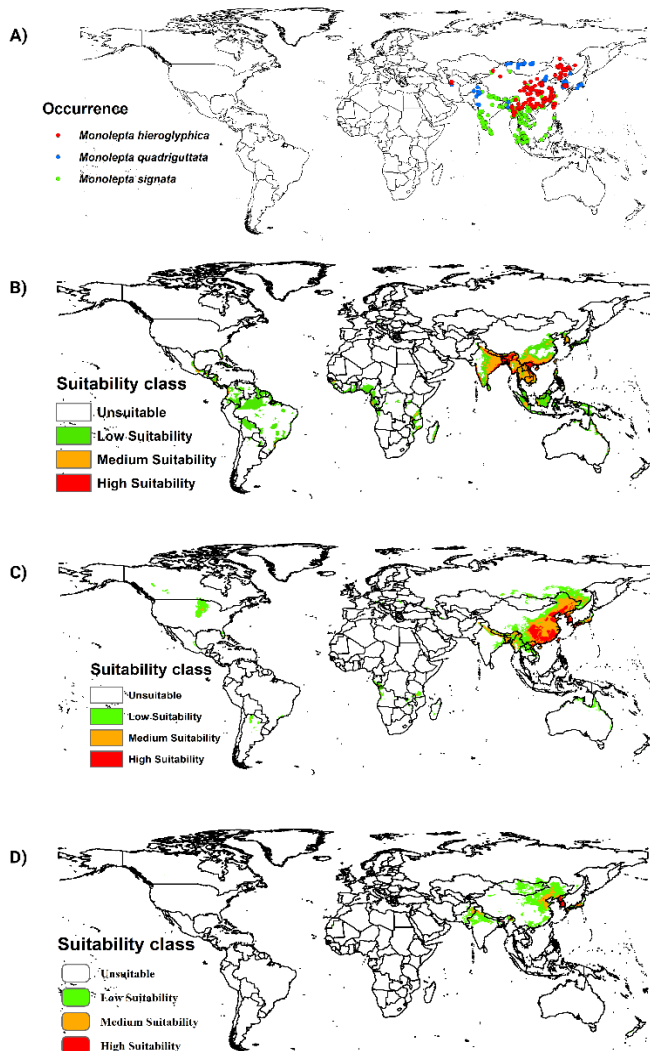 A)
Occurrence
Monolepta hieroglyphica
Monolepta quadriguttata
Monolepta signata
B)
Suitability class
Unsuitable
Low Suitability
Medium Suitability
High Suitability
C)
Suitability class
Unsuitable
Low Suitability
Medium Suitability
High Suitability
D)
Suitability class
Unsuitable
Low Suitability
Medium Suitability
High Suitability